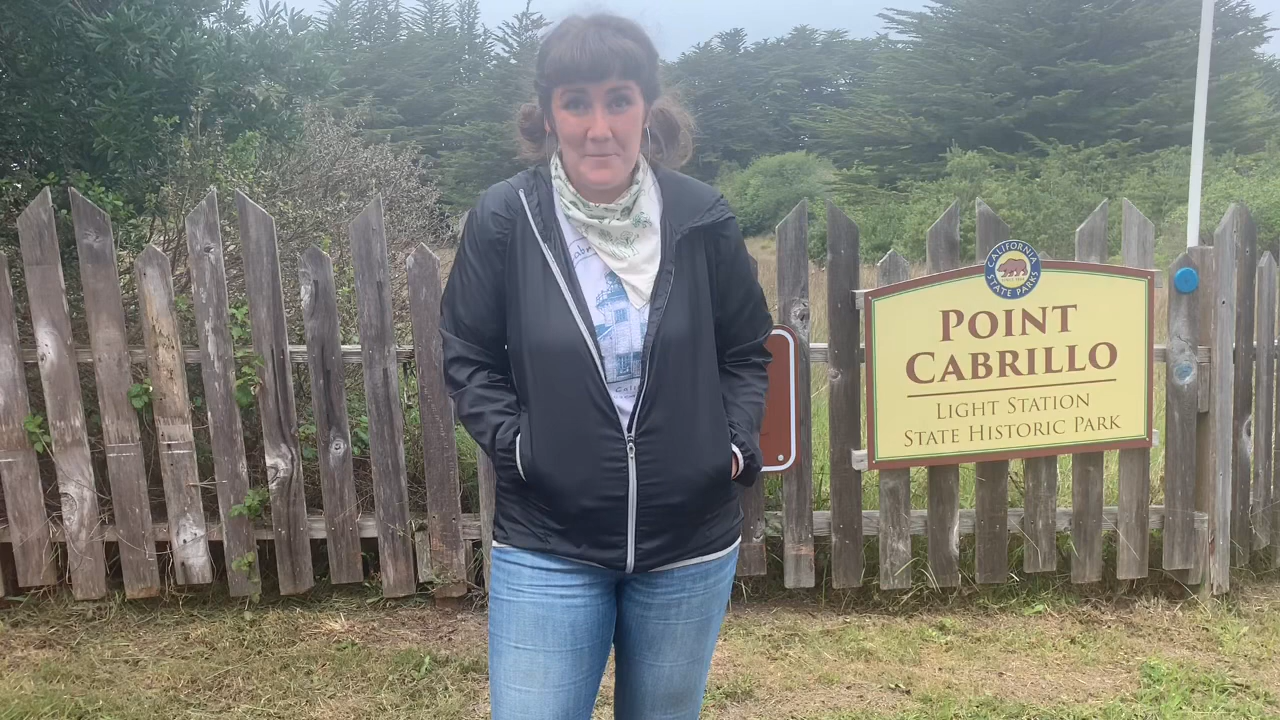 CALIFORNIA
STATE PARKS
POINT
CABRILLO
LIGHT STATION
STATE HISTORIC PARK